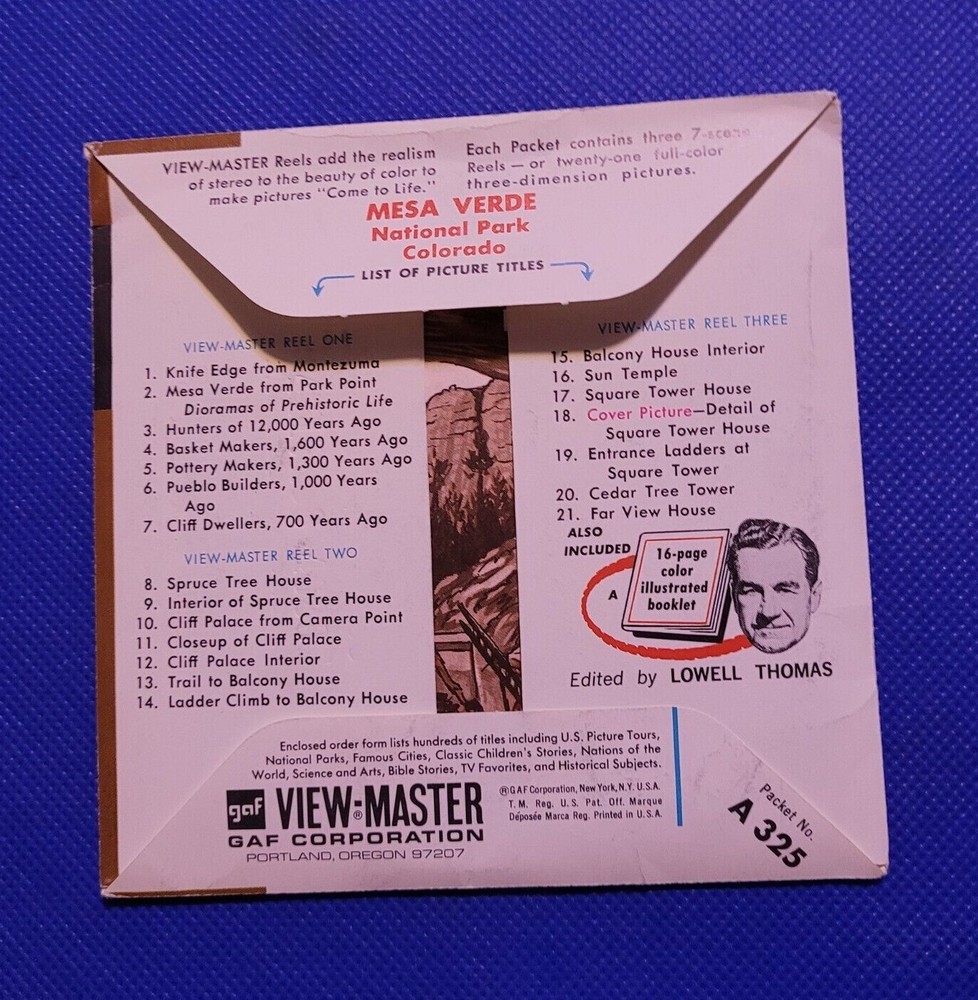 VIEW-MASTER Reels add the realism
of stereo to the beauty of color to
make pictures "Come to Life."
Each Packet contains three 7-scene
Reels — or twenty-one full-color
three-dimension pictures.
MESA VERDE
National Park
Colorado
LIST OF PICTURE TITLES
VIEW-MASTER REEL ONE
1. Knife Edge from Montezuma
2. Mesa Verde from Park Point
Dioramas of Prehistoric Life
3. Hunters of 12,000 Years Ago
4. Basket Makers, 1,600 Years Ago
5. Pottery Makers, 1,300 Years Ago
6. Pueblo Builders, 1,000 Years
Ago
7. Cliff Dwellers, 700 Years Ago
VIEW-MASTER REEL TWO
8. Spruce Tree House
9. Interior of Spruce Tree House
10. Cliff Palace from Camera Point
11. Closeup of Cliff Palace
12. Cliff Palace Interior
13. Trail to Balcony House
14. Ladder Climb to Balcony House
VIEW-MASTER REEL THREE
15. Balcony House Interior
16. Sun Temple
17. Square Tower House
18. Cover Picture—Detail of
Square Tower House
19. Entrance Ladders at
Square Tower
20. Cedar Tree Tower
21. Far View House
ALSO
INCLUDED
A
16-page
color
illustrated
booklet
Edited by LOWELL THOMAS
Enclosed order form lists hundreds of titles including U.S. Picture Tours,
National Parks, Famous Cities, Classic Children's Stories, Nations of the
World, Science and Arts, Bible Stories, TV Favorites, and Historical Subjects.
gaf VIEW-MASTER®
GAF CORPORATION
PORTLAND, OREGON 97207
®GAF Corporation, New York, N.Y. U.S.A.
T. M. Reg. U.S. Pat. Off. Marque
Déposée Marca Reg. Printed in U.S.A.
Packet No.
A 325